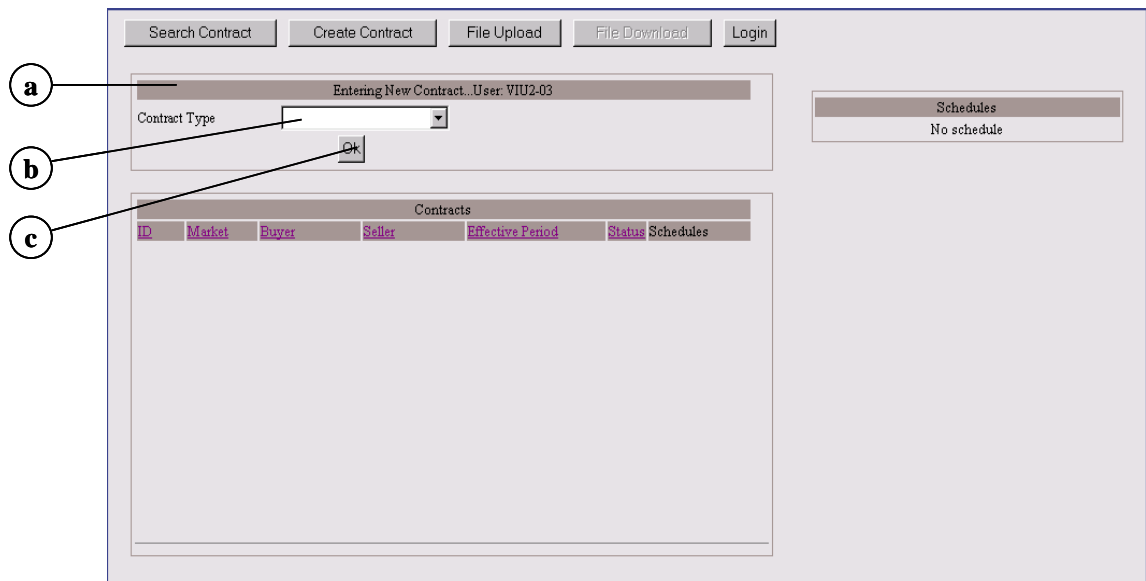 Search Contract Create Contract File Upload File Download Login
a
Entering New Contract...User: VIU2-03
Contract Type
b
Ok
c
Contracts
ID Market Buyer Seller Effective Period Status Schedules
Schedules
No schedule